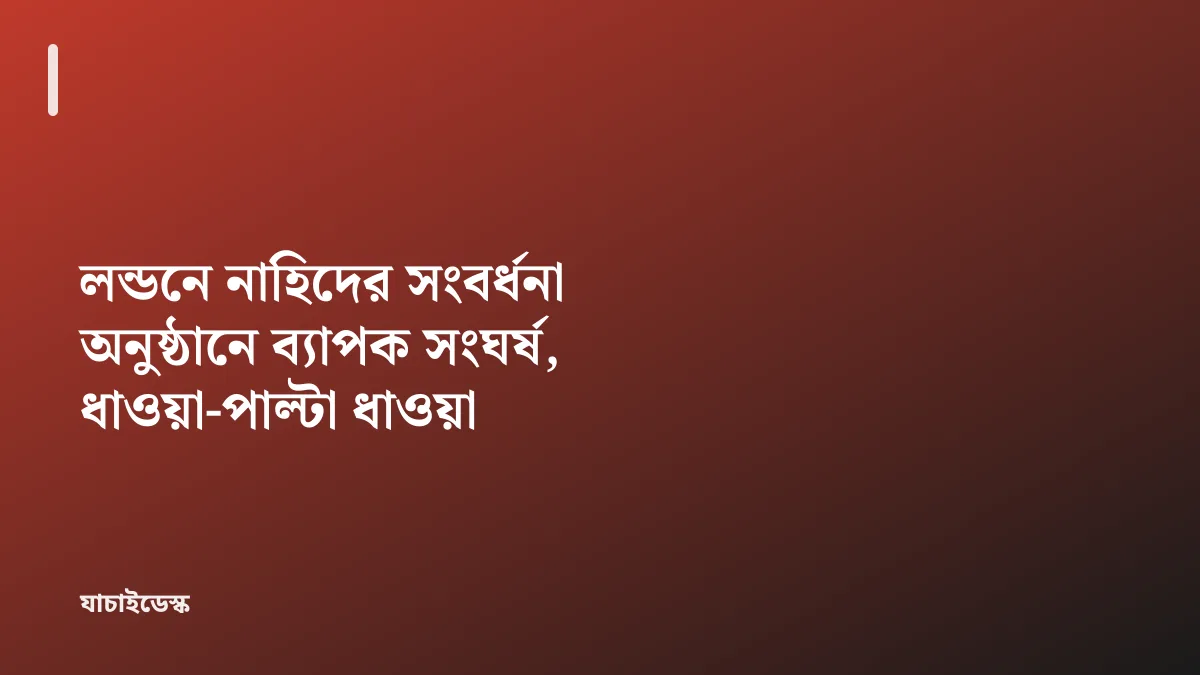 লন্ডনে নাহিদের সংবর্ধনা
অনুষ্ঠানে ব্যাপক সংঘর্ষ,
ধাওয়া-পাল্টা ধাওয়া
যাচাইডেস্ক